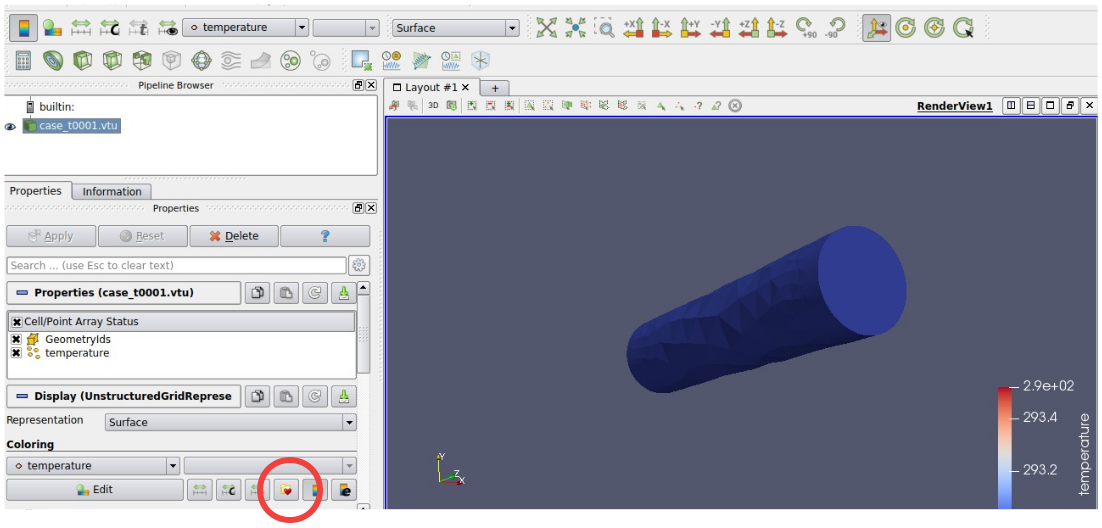 temperature
Surface
+X
-X
+Y
-Y
+Z
-Z
+90
-90
Pipeline Browser
builtin:
case_t0001.vtu
Properties
Information
Properties
Apply
Reset
Delete
?
Search ... (use Esc to clear text)
Properties (case_t0001.vtu)
Cell/Point Array Status
GeometryIds
temperature
Display (UnstructuredGridReprese
Representation
Surface
Coloring
temperature
Edit
Layout #1
+
3D
RenderView1
Y
Z
X
2.9e+02
293.4
293.2
temperature